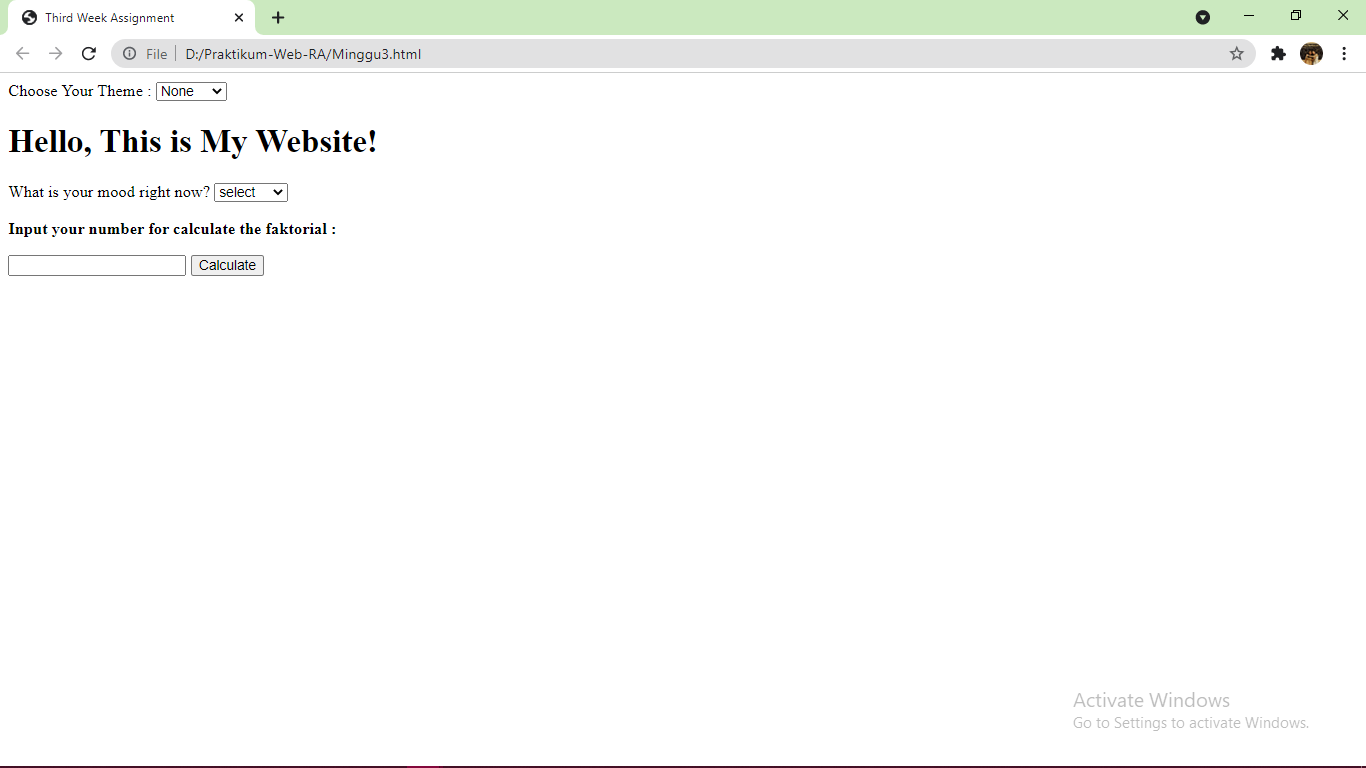 Third Week Assignment
File D:/Praktikum-Web-RA/Minggu3.html
Choose Your Theme : None
Hello, This is My Website!
What is your mood right now? select
Input your number for calculate the faktorial :
Calculate
Activate Windows
Go to Settings to activate Windows.